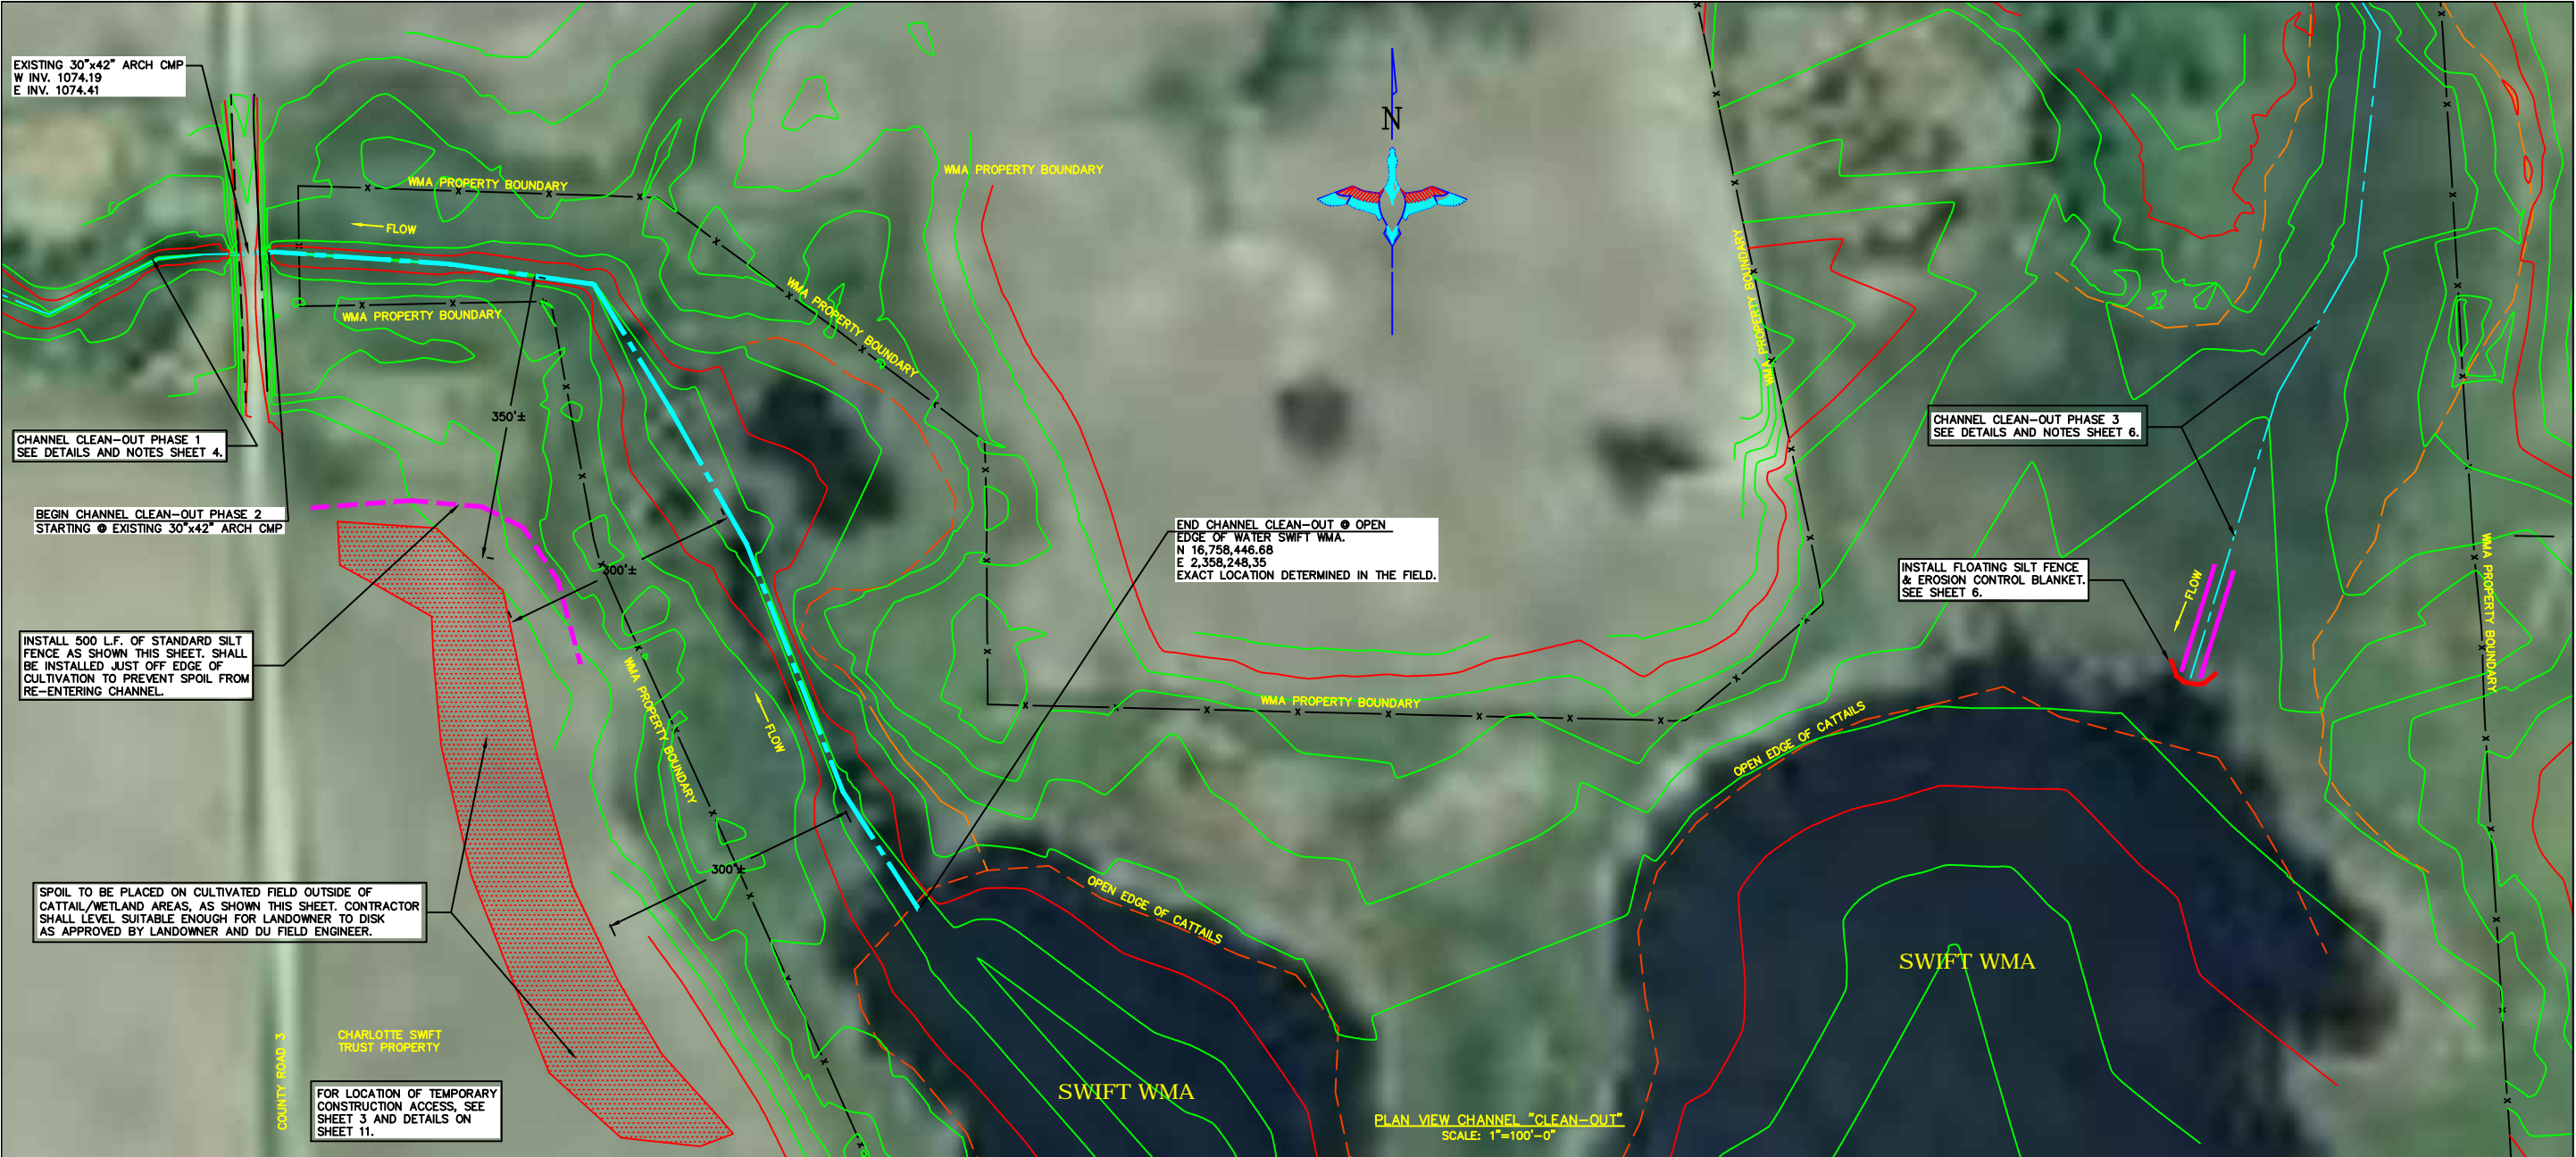 EXISTING 30"x42" ARCH CMP
W INV. 1074.19
E INV. 1074.41
N
WMA PROPERTY BOUNDARY
WMA PROPERTY BOUNDARY
FLOW
WMA PROPERTY BOUNDARY
WMA PROPERTY BOUNDARY
WMA PROPERTY BOUNDARY
350'±
CHANNEL CLEAN-OUT PHASE 1
SEE DETAILS AND NOTES SHEET 4.
CHANNEL CLEAN-OUT PHASE 3
SEE DETAILS AND NOTES SHEET 6.
BEGIN CHANNEL CLEAN-OUT PHASE 2
STARTING @ EXISTING 30"x42" ARCH CMP
END CHANNEL CLEAN-OUT @ OPEN
EDGE OF WATER SWIFT WMA.
N 16,758,446.68
E 2,358,248,35
EXACT LOCATION DETERMINED IN THE FIELD.
300'±
INSTALL FLOATING SILT FENCE
& EROSION CONTROL BLANKET.
SEE SHEET 6.
FLOW
WMA PROPERTY BOUNDARY
INSTALL 500 L.F. OF STANDARD SILT
FENCE AS SHOWN THIS SHEET. SHALL
BE INSTALLED JUST OFF EDGE OF
CULTIVATION TO PREVENT SPOIL FROM
RE-ENTERING CHANNEL.
WMA PROPERTY BOUNDARY
FLOW
WMA PROPERTY BOUNDARY
OPEN EDGE OF CATTAILS
300'±
SPOIL TO BE PLACED ON CULTIVATED FIELD OUTSIDE OF
CATTAIL/WETLAND AREAS, AS SHOWN THIS SHEET. CONTRACTOR
SHALL LEVEL SUITABLE ENOUGH FOR LANDOWNER TO DISK
AS APPROVED BY LANDOWNER AND DU FIELD ENGINEER.
OPEN EDGE OF CATTAILS
SWIFT WMA
CHARLOTTE SWIFT
TRUST PROPERTY
COUNTY ROAD 3
FOR LOCATION OF TEMPORARY
CONSTRUCTION ACCESS, SEE
SHEET 3 AND DETAILS ON
SHEET 11.
SWIFT WMA
PLAN VIEW CHANNEL "CLEAN-OUT"
SCALE: 1"=100'-0"